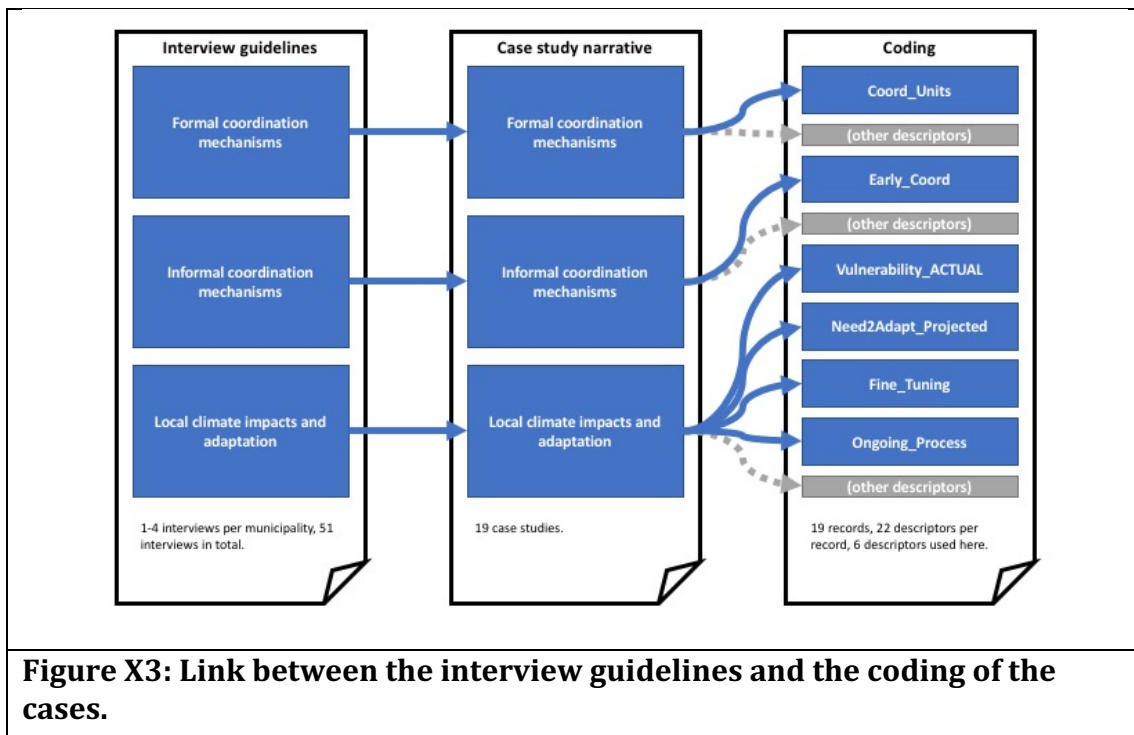 Interview guidelines
Formal coordination
mechanisms
Informal coordination
mechanisms
Local climate impacts and
adaptation
1-4 interviews per municipality, 51
interviews in total.
Case study narrative
Formal coordination
mechanisms
Informal coordination
mechanisms
Local climate impacts and
adaptation
19 case studies.
Coding
Coord_Units
(other descriptors)
Early_Coord
(other descriptors)
Vulnerability_ACTUAL
Need2Adapt_Projected
Fine_Tuning
Ongoing_Process
(other descriptors)
19 records, 22 descriptors per
record, 6 descriptors used here.
Figure X3: Link between the interview guidelines and the coding of the
cases.